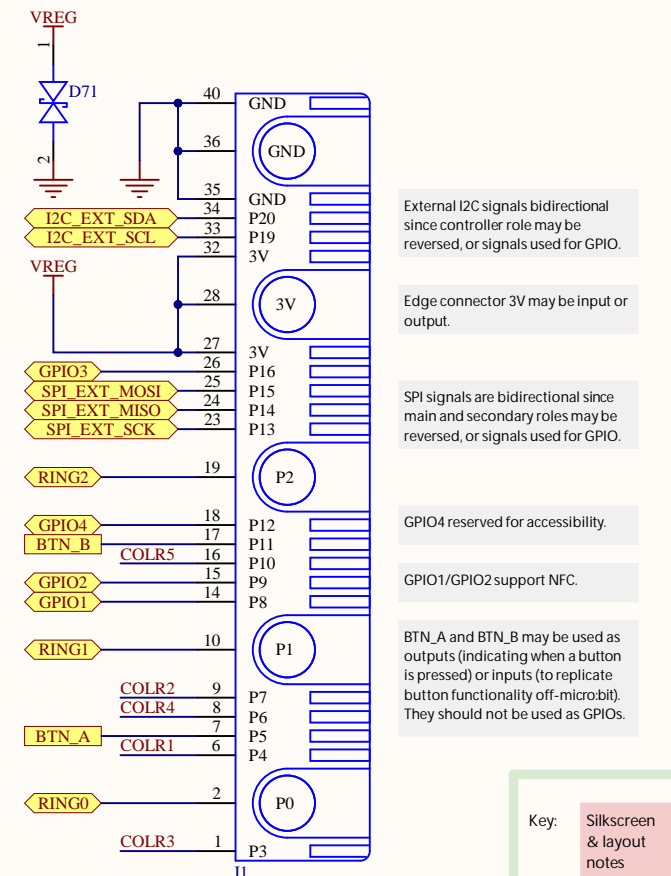 VREG
1
D71
2
40
GND
36
GND
35
GND
I2C_EXT_SDA
34
P20
I2C_EXT_SCL
33
P19
32
3V
VREG
28
3V
27
3V
GPIO3
26
P16
SPI_EXT_MOSI
25
P15
SPI_EXT_MISO
24
P14
SPI_EXT_SCK
23
P13
RING2
19
P2
GPIO4
18
P12
BTN_B
17
P11
COLR5
16
P10
GPIO2
15
P9
GPIO1
14
P8
RING1
10
P1
COLR2
9
P7
COLR4
8
P6
BTN_A
7
P5
COLR1
6
P4
RING0
2
P0
COLR3
1
P3
J1
External I2C signals bidirectional
since controller role may be
reversed, or signals used for GPIO.
Edge connector 3V may be input or
output.
SPI signals are bidirectional since
main and secondary roles may be
reversed, or signals used for GPIO.
GPIO4 reserved for accessibility.
GPIO1/GPIO2 support NFC.
BTN_A and BTN_B may be used as
outputs (indicating when a button
is pressed) or inputs (to replicate
button functionality off-micro:bit).
They should not be used as GPIOs.
Key:
Silkscreen
& layout
notes